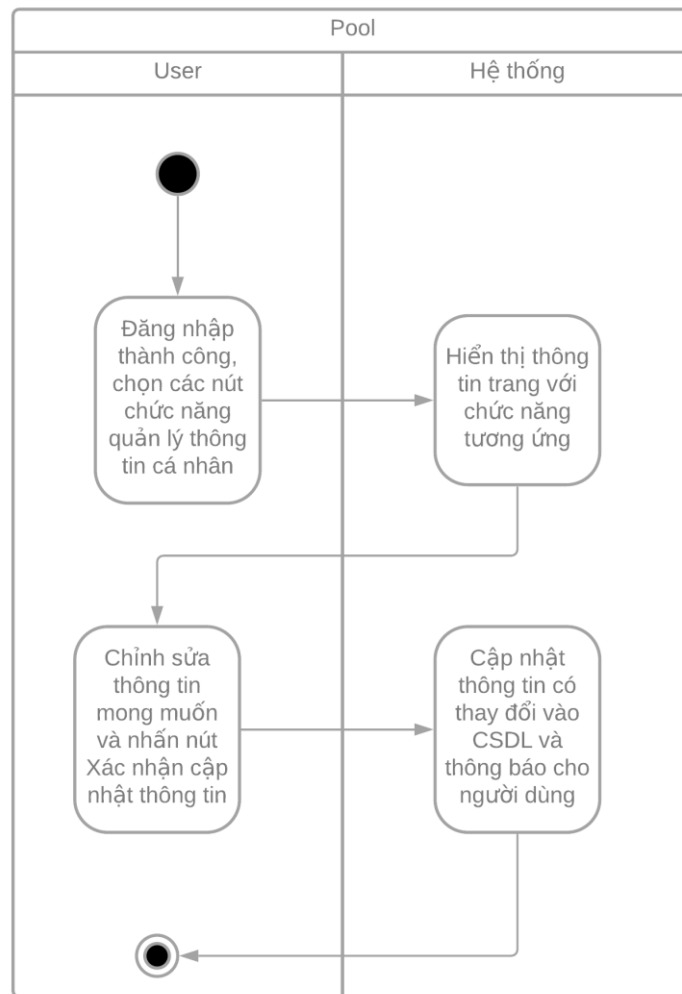 Pool
User
Hệ thống
Đăng nhập
thành công,
chọn các nút
chức năng
quản lý thông
tin cá nhân
Hiển thị thông
tin trang với
chức năng
tương ứng
Chỉnh sửa
thông tin
mong muốn
và nhấn nút
Xác nhận cập
nhật thông tin
Cập nhật
thông tin có
thay đổi vào
CSDL và
thông báo cho
người dùng